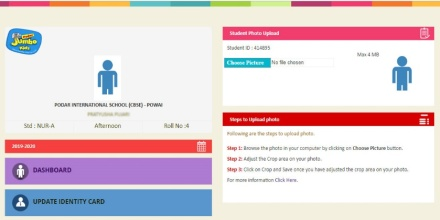 Jumbo
Kids
PODAR INTERNATIONAL SCHOOL (CBSE) - POWAI
Std : NUR-A
Afternoon
Roll No :4
2019-2020
DASHBOARD
UPDATE IDENTITY CARD
Student Photo Upload
Student ID : 414895
Max 4 MB
Choose Picture No file chosen
Steps to Upload photo
Following are the steps to upload photo.
Step 1: Browse the photo in your computer by clicking on Choose Picture button.
Step 2: Adjust the Crop area on your photo.
Step 3: Click on Crop and Save once you have adjusted the crop area on your photo.
For more information Click Here.